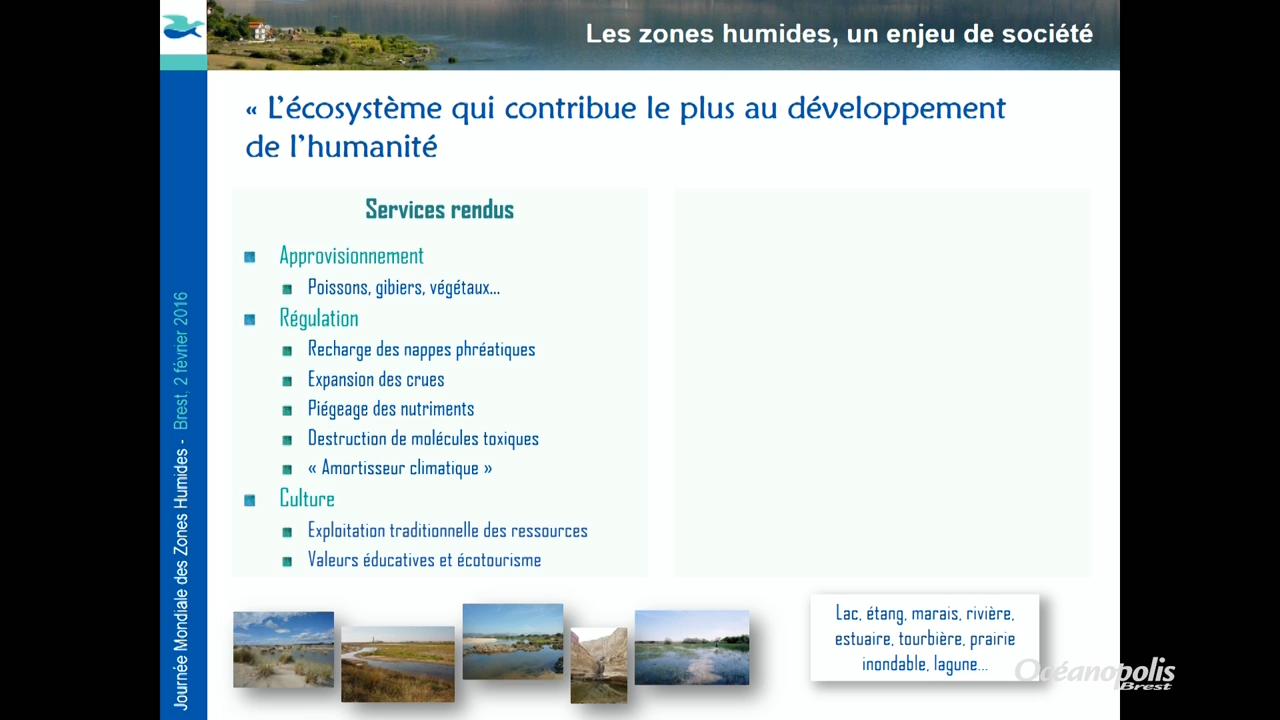 Les zones humides, un enjeu de société
« L'écosystème qui contribue le plus au développement
de l'humanité
Services rendus
Approvisionnement
Poissons, gibiers, végétaux...
Régulation
Recharge des nappes phréatiques
Expansion des crues
Piégeage des nutriments
Destruction de molécules toxiques
« Amortisseur climatique »
Culture
Exploitation traditionnelle des ressources
Valeurs éducatives et écotourisme
Lac, étang, marais, rivière,
estuaire, tourbière, prairie
inondable, lagune...
Journée Mondiale des Zones Humides - Brest, 2 février 2016
Océanopolis
Brest